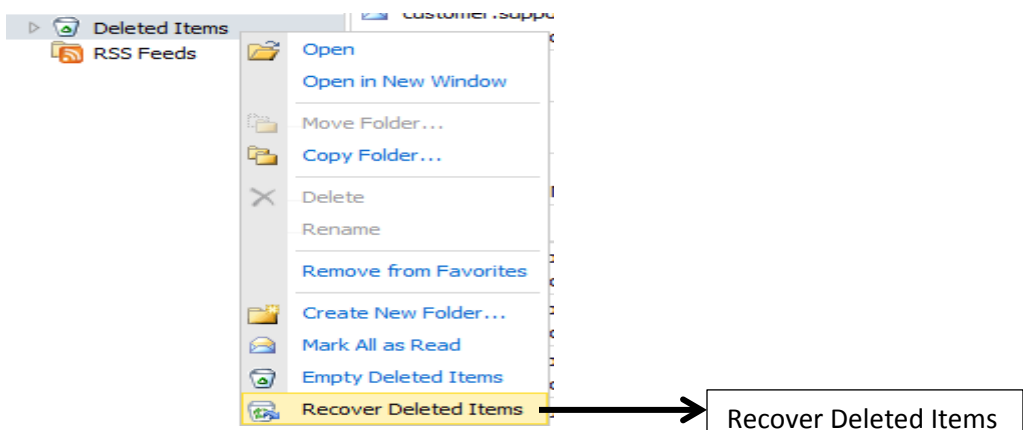 Deleted Items
RSS Feeds
Open
Open in New Window
Move Folder...
Copy Folder...
Delete
Rename
Remove from Favorites
Create New Folder...
Mark All as Read
Empty Deleted Items
Recover Deleted Items
Recover Deleted Items